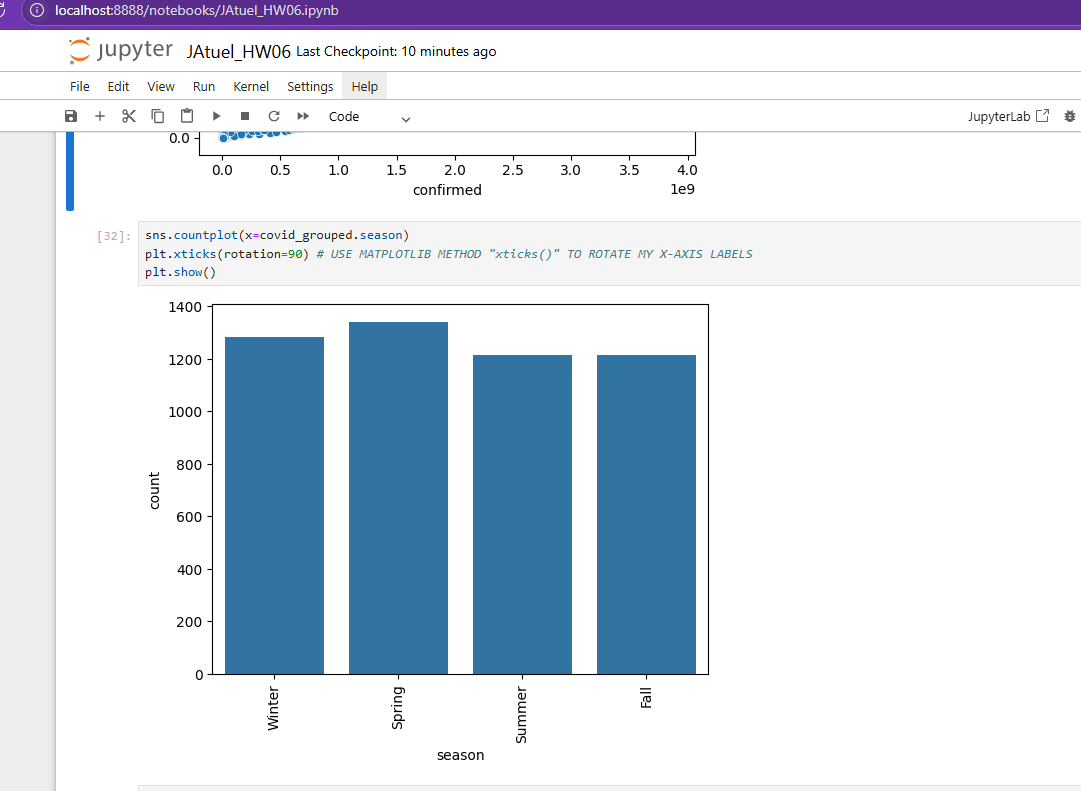 localhost:8888/notebooks/JAtuel_HW06.ipynb
jupyter JAtuel_HW06 Last Checkpoint: 10 minutes ago
File Edit View Run Kernel Settings Help
Code JupyterLab
0.0
0.0 0.5 1.0 1.5 2.0 2.5 3.0 3.5 4.0
confirmed 1e9
[32]: sns.countplot(x=covid_grouped.season)
plt.xticks(rotation=90) # USE MATPLOTLIB METHOD "xticks()" TO ROTATE MY X-AXIS LABELS
plt.show()
1400
1200
1000
800
600
400
200
0
count
Winter Spring Summer Fall
season